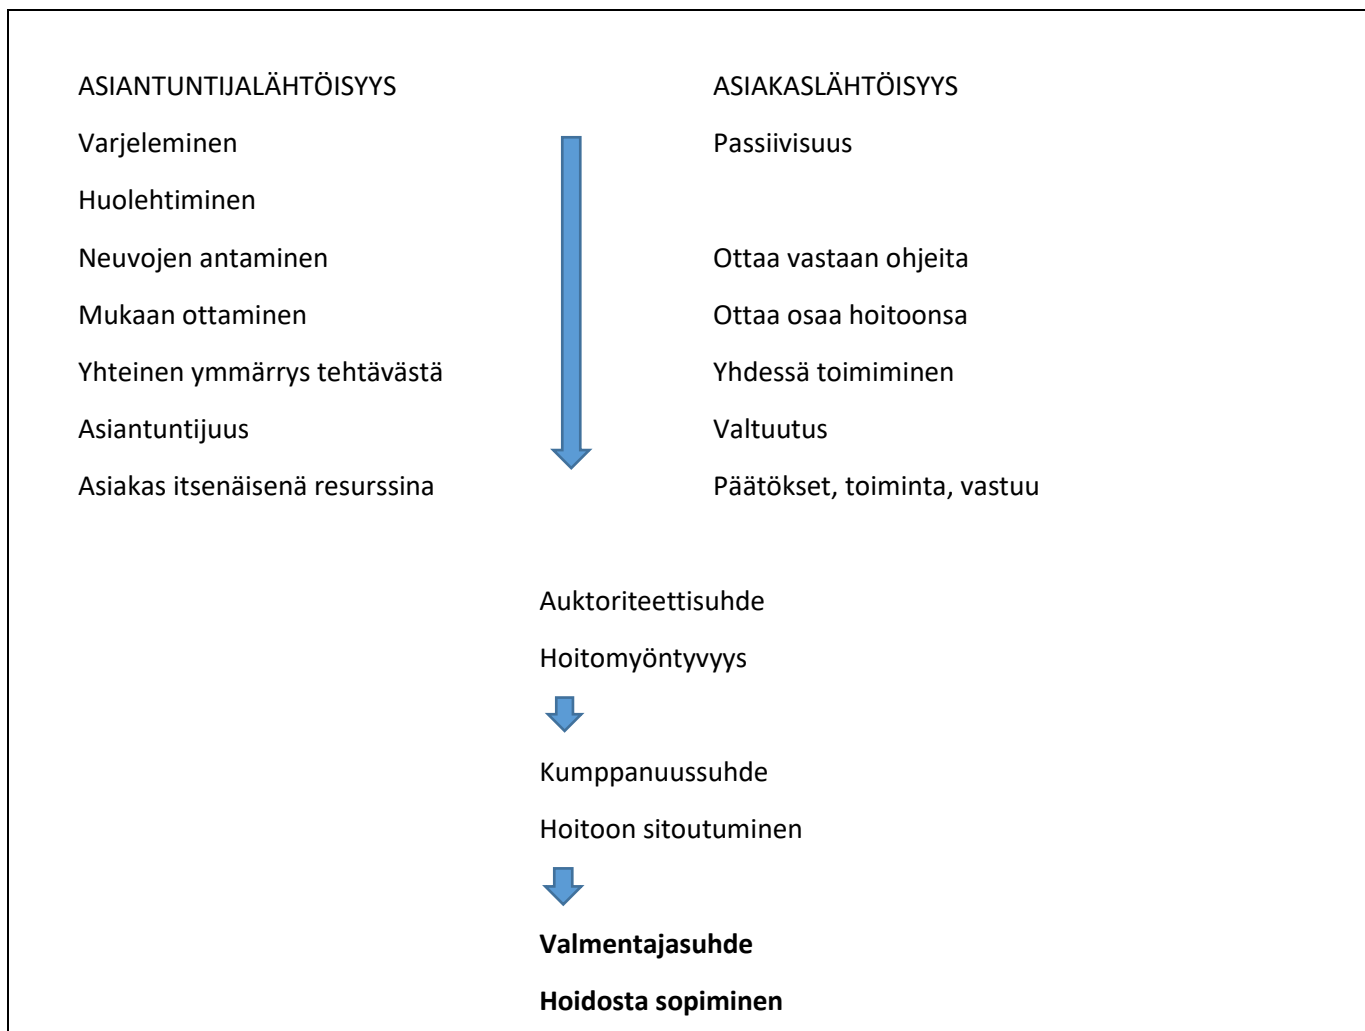 ASIANTUNTIJALÄHTÖISYYS ASIAKASLÄHTÖISYYS
Varjeleminen Passiivisuus
Huolehtiminen
Neuvojen antaminen Ottaa vastaan ohjeita
Mukaan ottaminen Ottaa osaa hoitoonsa
Yhteinen ymmärrys tehtävästä Yhdessä toimiminen
Asiantuntijuus Valtuutus
Asiakas itsenäisenä resurssina Päätökset, toiminta, vastuu
Auktoriteettisuhde
Hoitomyöntyvyys
Kumppanuussuhde
Hoitoon sitoutuminen
Valmentajasuhde
Hoidosta sopiminen